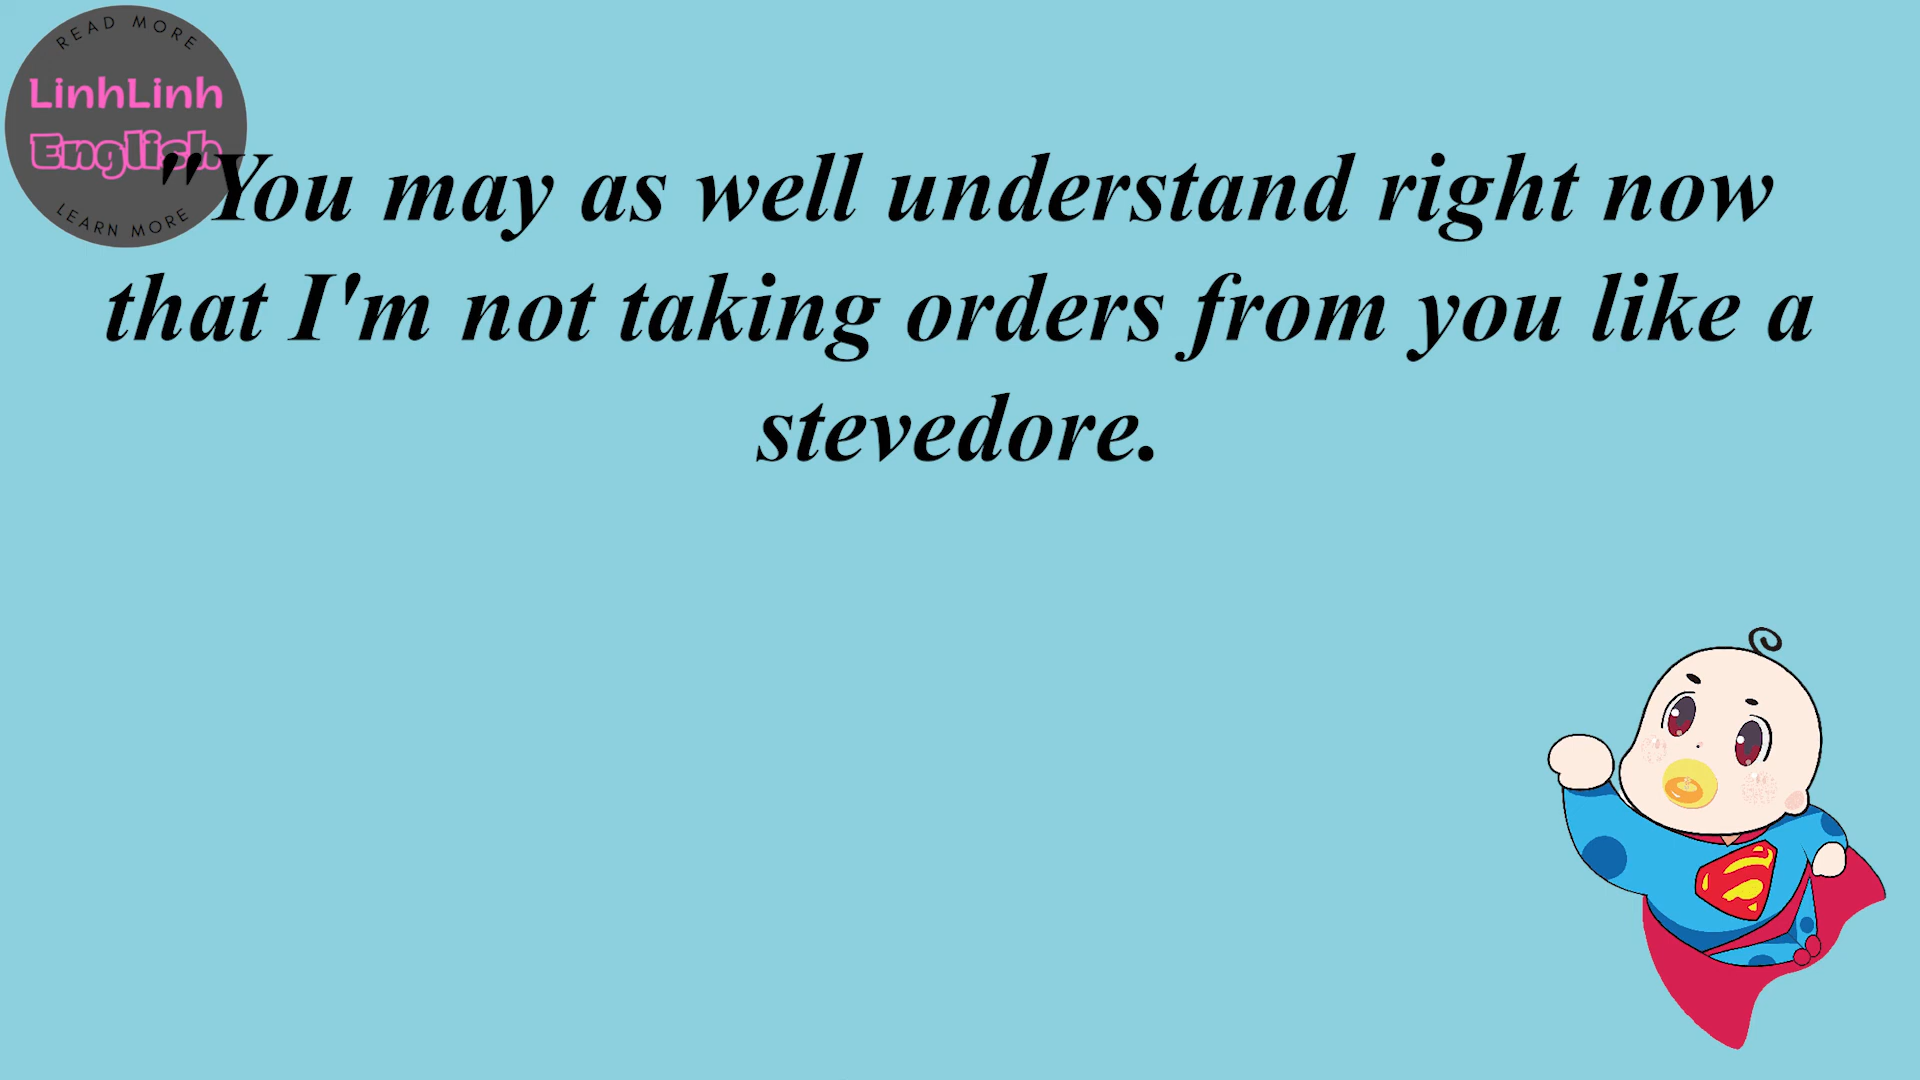 READ MORE
LinhLinh
English
LEARN MORE
"You may as well understand right now
that I'm not taking orders from you like a
stevedore.